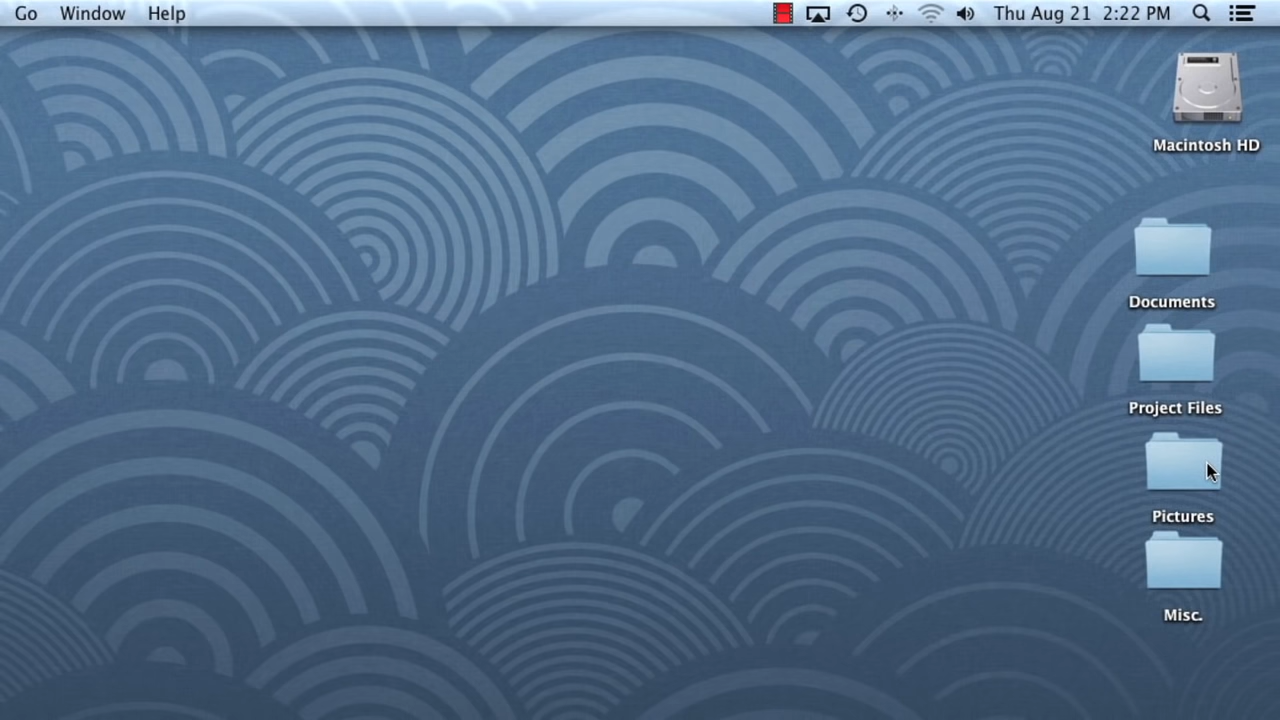 Go Window Help Thu Aug 21 2:22 PM
Macintosh HD
Documents
Project Files
Pictures
Misc.